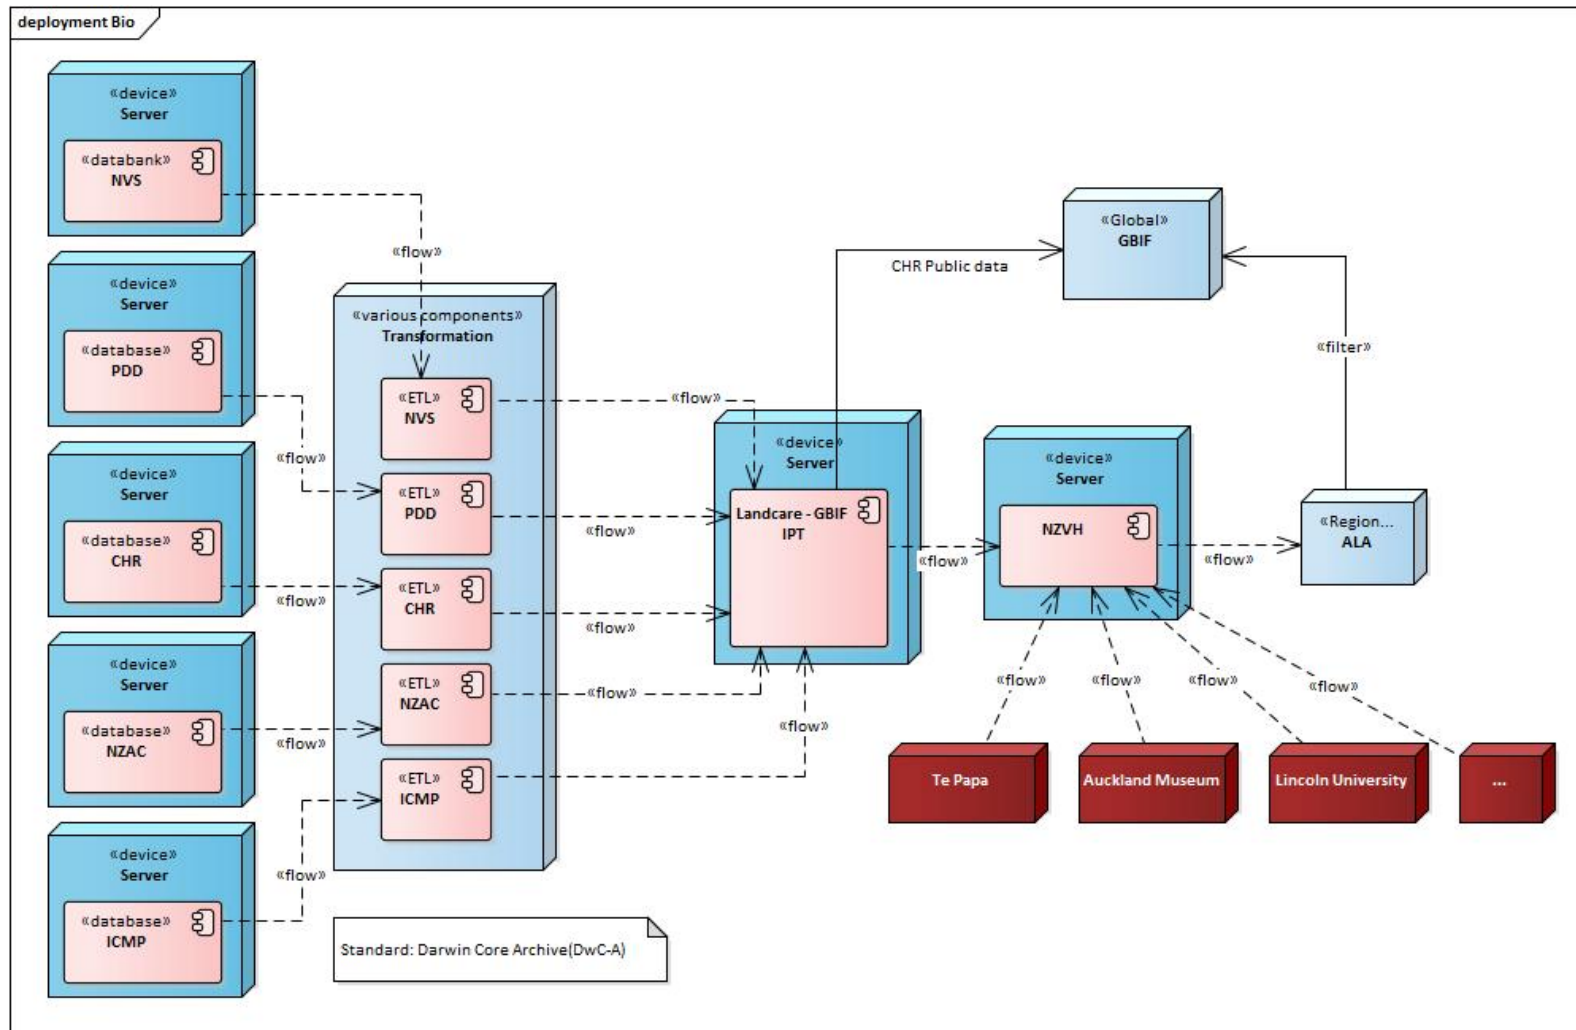 deployment Bio
«device»
Server
«databank»
NVS
«flow»
«device»
Server
«database»
PDD
«flow»
«device»
Server
«database»
CHR
«flow»
«device»
Server
«database»
NZAC
«flow»
«device»
Server
«database»
ICMP
«flow»
«various components»
Transformation
«ETL»
NVS
«flow»
«ETL»
PDD
«flow»
«ETL»
CHR
«flow»
«ETL»
NZAC
«flow»
«ETL»
ICMP
«flow»
Standard: Darwin Core Archive(DwC-A)
«device»
Server
Landcare - GBIF
IPT
CHR Public data
«Global»
GBIF
«filter»
«flow»
«device»
Server
NZVH
«flow»
«Region...
ALA
«flow»
«flow»
«flow»
«flow»
Te Papa
Auckland Museum
Lincoln University
...